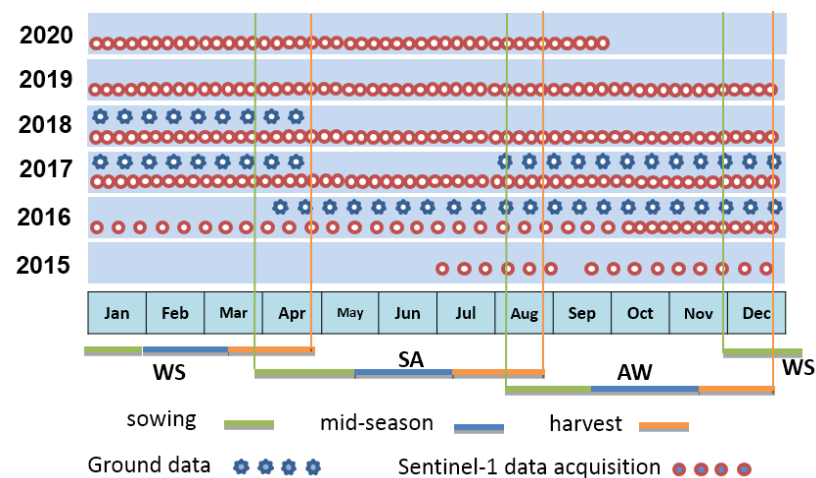 2020
2019
2018
2017
2016
2015
Jan Feb Mar Apr May Jun Jul Aug Sep Oct Nov Dec
WS SA AW WS
sowing mid-season harvest
Ground data Sentinel-1 data acquisition